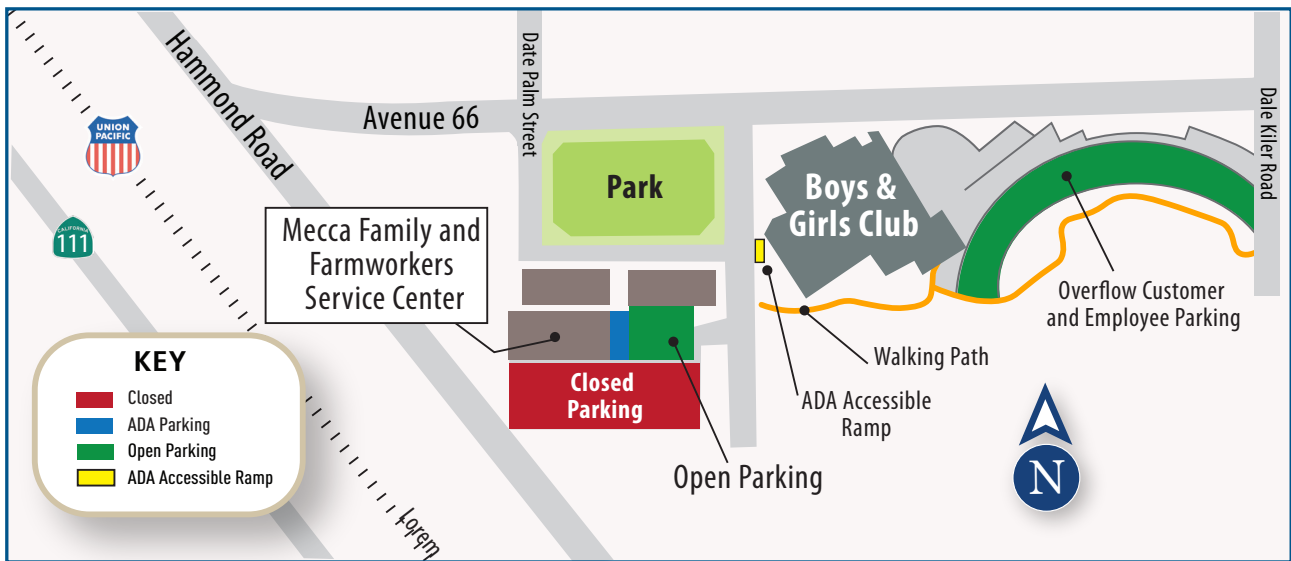 Hammond Road
Date Palm Street
Avenue 66
Dale Kiler Road
UNION
PACIFIC
CALIFORNIA
111
Park
Boys &
Girls Club
Mecca Family and
Farmworkers
Service Center
Overflow Customer
and Employee Parking
Walking Path
ADA Accessible
Ramp
Closed
Parking
Open Parking
KEY
Closed
ADA Parking
Open Parking
ADA Accessible Ramp
Lorem
N